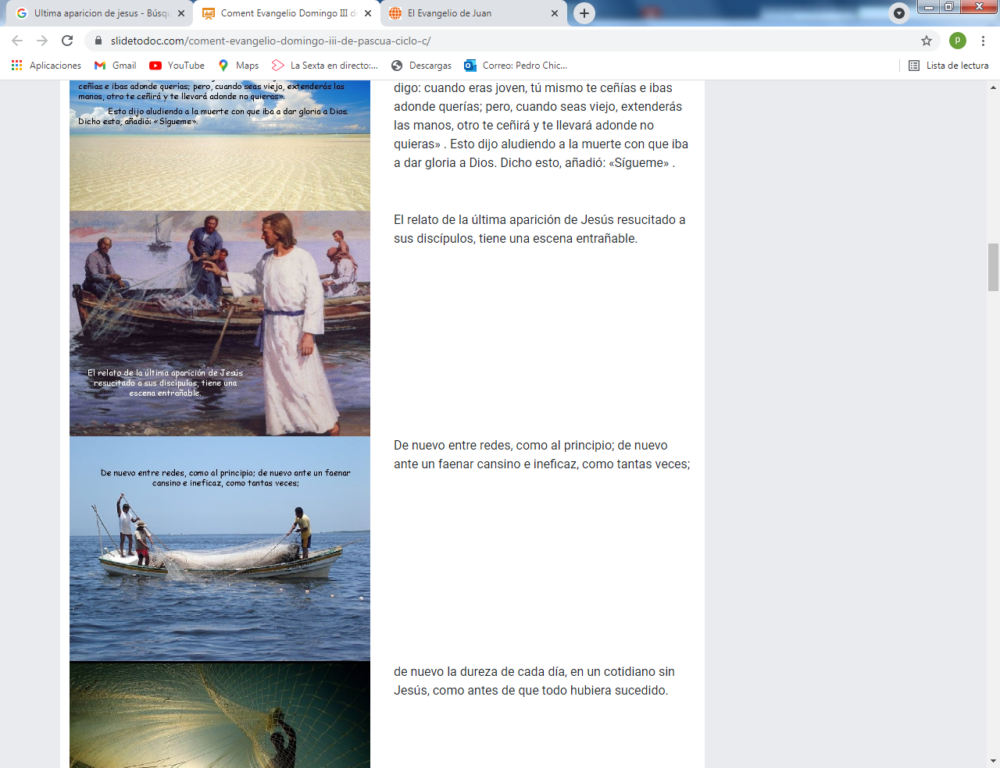 Ultima aparicion de jesus - Búsqu
Coment Evangelio Domingo III d
El Evangelio de Juan
slidetodoc.com/coment-evangelio-domingo-iii-de-pascua-ciclo-c/
P
Aplicaciones
Gmail
YouTube
Maps
La Sexta en directo:...
Descargas
Correo: Pedro Chic...
Lista de lectura
ceñías e ibas adonde querías; pero, cuando seas viejo, extenderás las
manos, otro te ceñirá y te llevará adonde no quieras».
Esto dijo aludiendo a la muerte con que iba a dar gloria a Dios.
Dicho esto, añadió: «Sígueme».
digo: cuando eras joven, tú mismo te ceñías e ibas
adonde querías; pero, cuando seas viejo, extenderás
las manos, otro te ceñirá y te llevará adonde no
quieras» . Esto dijo aludiendo a la muerte con que iba
a dar gloria a Dios. Dicho esto, añadió: «Sígueme» .
El relato de la última aparición de Jesús
resucitado a sus discípulos, tiene una
escena entrañable.
El relato de la última aparición de Jesús resucitado a
sus discípulos, tiene una escena entrañable.
De nuevo entre redes, como al principio; de nuevo ante un faenar
cansino e ineficaz, como tantas veces;
De nuevo entre redes, como al principio; de nuevo
ante un faenar cansino e ineficaz, como tantas veces;
de nuevo la dureza de cada día, en un cotidiano sin
Jesús, como antes de que todo hubiera sucedido.